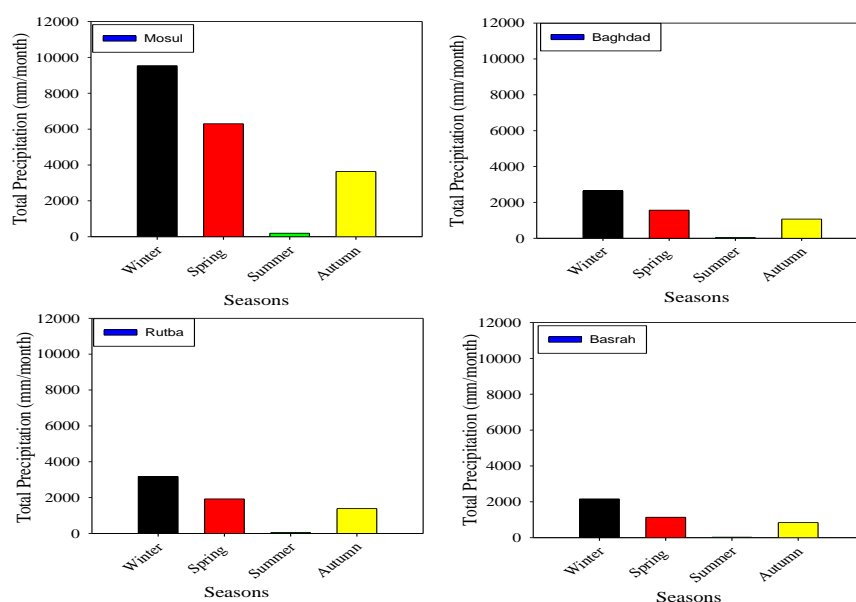 Mosul
Total Precipitation (mm/month)
12000
10000
8000
6000
4000
2000
0
Winter
Spring
Summer
Autumn
Seasons
Baghdad
Total Precipitation (mm/month)
12000
10000
8000
6000
4000
2000
0
Winter
Spring
Summer
Autumn
Seasons
Rutba
Total Precipitation (mm/month)
12000
10000
8000
6000
4000
2000
0
Winter
Spring
Summer
Autumn
Seasons
Basrah
Total Precipitation (mm/month)
12000
10000
8000
6000
4000
2000
0
Winter
Spring
Summer
Autumn
Seasons